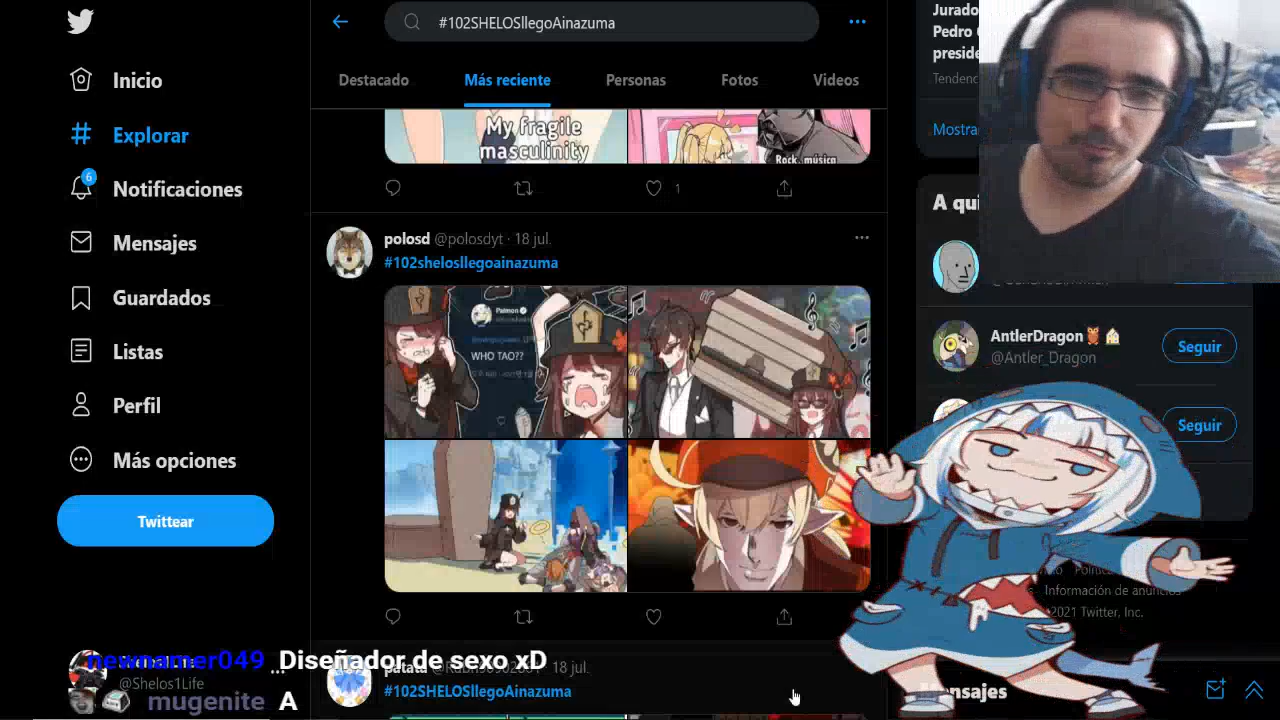 #102SHELOSllegoAinazuma
Destacado
Más reciente
Personas
Fotos
Videos
Inicio
Explorar
6
Notificaciones
Mensajes
Guardados
Listas
Perfil
Más opciones
Twittear
@Shelos1Life
My fragile
masculinity
Rock, música
1
polosd @polosdyt · 18 jul.
#102shelosllegoainazuma
Paimon
WHO TAO??
patata
18 jul.
#102SHELOSllegoAinazuma
newnamer049 Diseñador de sexo xD
mugenite A
Jurado
Pedro
preside
Tendenc
Mostra
A qui
AntlerDragon
@Antler_Dragon
Seguir
Seguir
Información de anuncios
2021 Twitter, Inc.
Mensajes